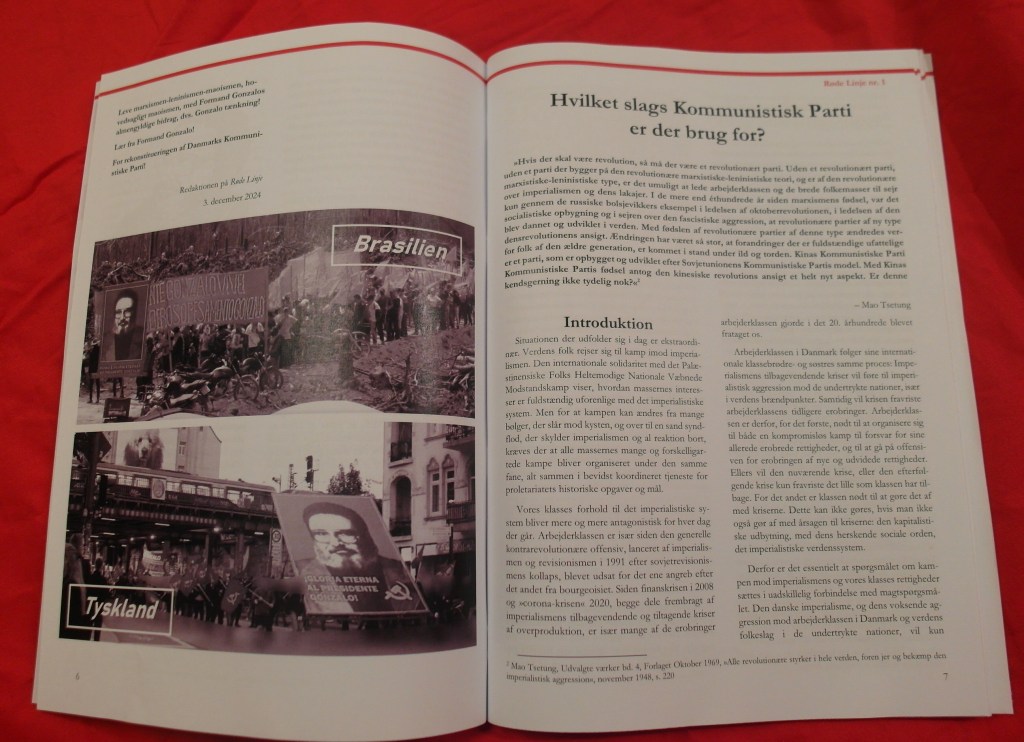 Leve marxismen-leninismen-maoismen, ho-
vedsagligt maoismen, med Formand Gonzalos
almengyldige bidrag, dvs. Gonzalo tænkning!
Lær fra Formand Gonzalo!
For rekonstitueringen af Danmarks Kommuni-
stiske Parti!
Redaktionen på Røde Linje
3. december 2024
Brasilien
Tyskland
¡GLORIA ETERNA
AL PRESIDENTE
GONZALO!
6
Røde Linje nr. 1
Hvilket slags Kommunistisk Parti
er der brug for?
»Hvis der skal være revolution, så må der være et revolutionært parti. Uden et revolutionært parti,
uden et parti der bygger på den revolutionære marxistiske-leninistiske teori, og er af den revolutionære
marxistiske-leninistiske type, er det umuligt at lede arbejderklassen og de brede folkemasser til sejr
over imperialismen og dens lakajer. I de mere end éthundrede år siden marxismens fødsel, var det
kun gennem de russiske bolsjevikkers eksempel i ledelsen af oktoberrevolutionen, i ledelsen af den
socialistiske opbygning og i sejren over den fascistiske aggression, at revolutionære partier af ny type
blev dannet og udviklet i verden. Med fødslen af revolutionære partier af denne type ændredes ver-
densrevolutionens ansigt. Ændringen har været så stor, at forandringer der er fuldstændige ufattelige
for folk af den ældre generation, er kommet i stand under ild og torden. Kinas Kommunistiske Parti
er et parti, som er opbygget og udviklet efter Sovjetunionens Kommunistiske Partis model. Med Kinas
Kommunistiske Partis fødsel antog den kinesiske revolutions ansigt et helt nyt aspekt. Er denne
kendsgerning ikke tydelig nok?«²
– Mao Tsetung
Introduktion
Situationen der udfolder sig i dag er ekstraordi-
nær. Verdens folk rejser sig til kamp imod imperia-
lismen. Den internationale solidaritet med det Palæ-
stinensiske Folks Heltemodige Nationale Væbnede
Modstandskamp viser, hvordan massernes interes-
ser er fuldstændig uforenlige med det imperialistiske
system. Men for at kampen kan ændres fra mange
bølger, der slår mod kysten, og over til en sand synd-
flod, der skylder imperialismen og al reaktion bort,
kræves der at alle massernes mange og forskelligar-
tede kampe bliver organiseret under den samme
fane, alt sammen i bevidst koordineret tjeneste for
proletariatets historiske opgaver og mål.
Vores klasses forhold til det imperialistiske sy-
stem bliver mere og mere antagonistisk for hver dag
der går. Arbejderklassen er især siden den generelle
kontrarevolutionære offensiv, lanceret af imperialis-
men og revisionismen i 1991 efter sovjetrevisionis-
mens kollaps, blevet udsat for det ene angreb efter
det andet fra bourgeoisiet. Siden finanskrisen i 2008
og »corona-krisen« 2020, begge dele frembragt af
imperialismens tilbagevendende og tiltagende kriser
af overproduktion, er især mange af de erobringer
arbejderklassen gjorde i det 20. århundrede blevet
frataget os.
Arbejderklassen i Danmark følger sine internati-
onale klassebrødre- og søstres samme proces: Impe-
rialismens tilbagevendende kriser vil føre til imperi-
alistisk aggression mod de undertrykte nationer, især
i verdens brændpunkter. Samtidig vil krisen fravriste
arbejderklassens tidligere erobringer. Arbejderklas-
sen er derfor, for det første, nødt til at organisere sig
til både en kompromisløs kamp til forsvar for sine
allerede erobrede rettigheder, og til at gå på offensi-
ven for erobringen af nye og udvidede rettigheder.
Ellers vil den nuværende krise, eller den efterføl-
gende krise kun fravriste det lille som klassen har til-
bage. For det andet er klassen nødt til at gøre det af
med kriserne. Dette kan ikke gøres, hvis man ikke
også gør af med årsagen til kriserne: den kapitalisti-
ske udbytning, med dens herskende sociale orden,
det imperialistiske verdenssystem.
Derfor er det essentielt at spørgsmålet om kam-
pen mod imperialismens og vores klasses rettigheder
sættes i uadskillelig forbindelse med magtspørgsmå-
let. Den danske imperialisme, og dens voksende ag-
gression mod arbejderklassen i Danmark og verdens
folkeslag i de undertrykte nationer, vil kun
² Mao Tsetung, Udvalgte værker bd. 4, Forlaget Oktober 1969, »Alle revolutionære styrker i hele verden, foren jer og bekæmp den
imperialistisk aggression«, november 1948, s. 220
7